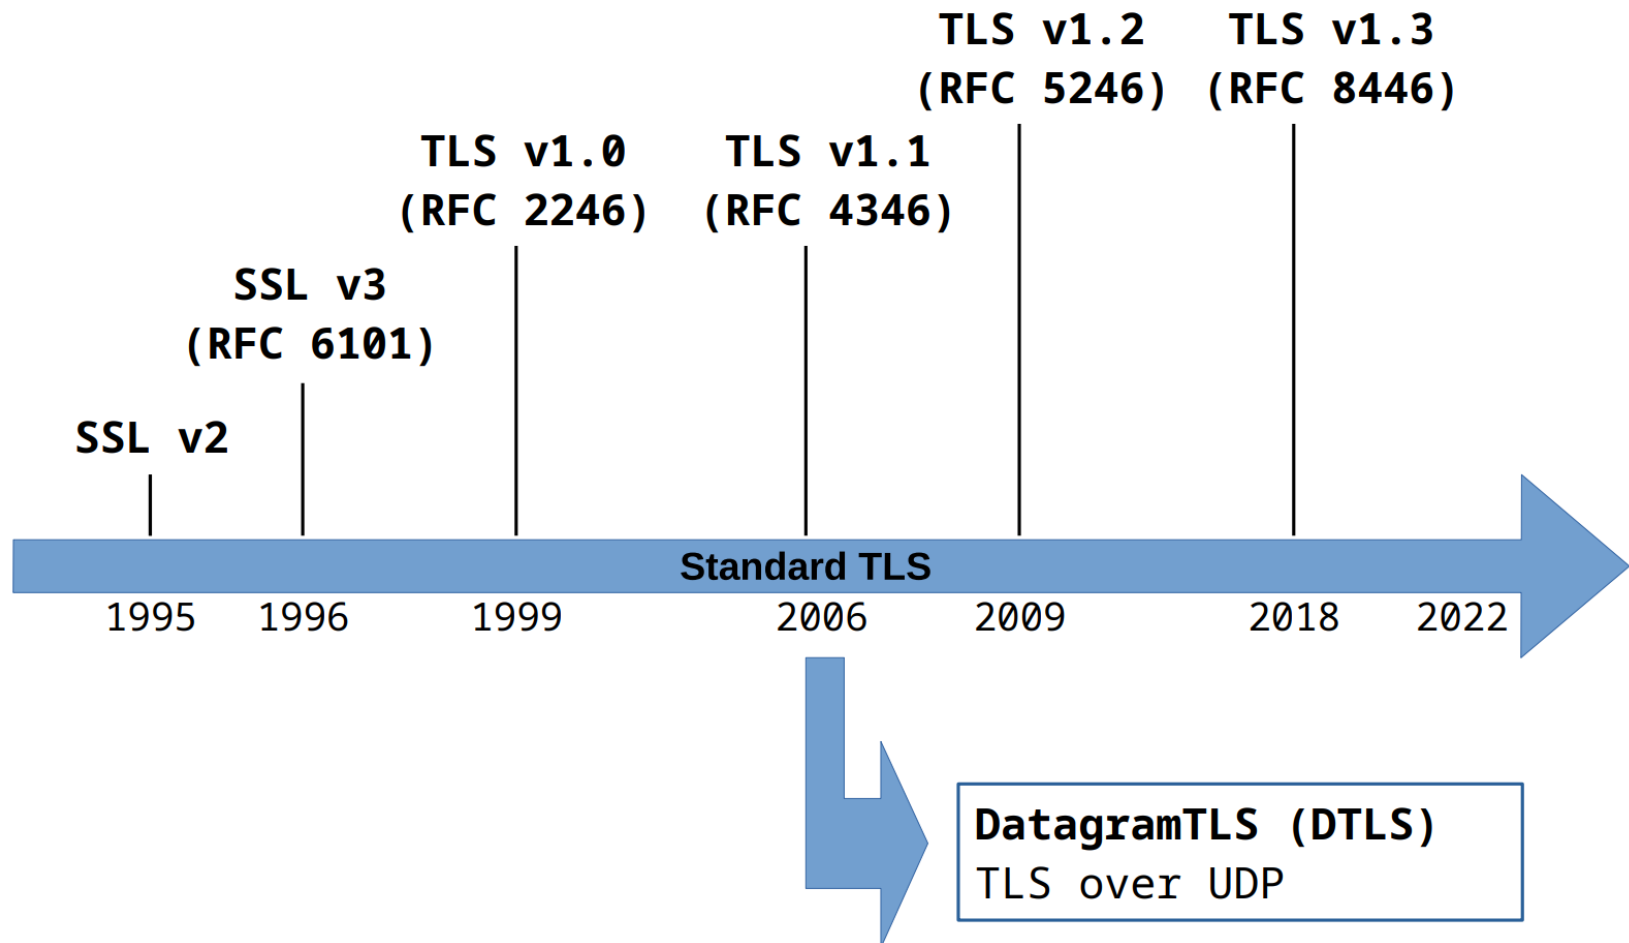 TLS v1.2
(RFC 5246)
TLS v1.3
(RFC 8446)
TLS v1.0
(RFC 2246)
TLS v1.1
(RFC 4346)
SSL v3
(RFC 6101)
SSL v2
Standard TLS
1995
1996
1999
2006
2009
2018
2022
DatagramTLS (DTLS)
TLS over UDP